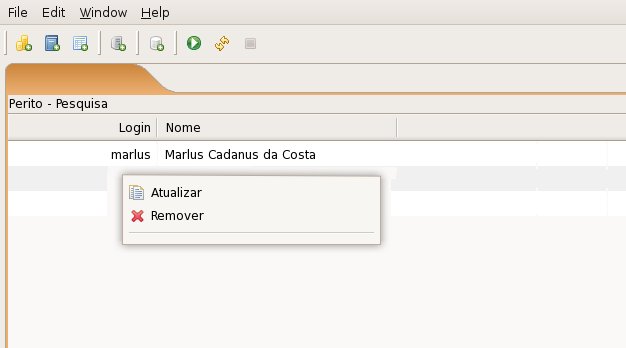 File Edit Window Help
Perito - Pesquisa
Login Nome
marlus Marlus Cadanus da Costa
Atualizar
Remover